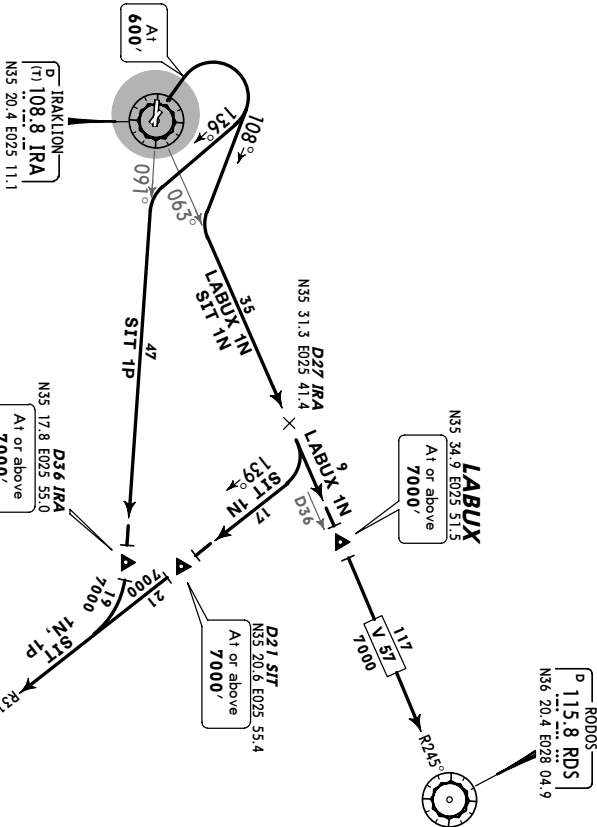 At
600'
IRAKLION
D
(T) 108.8 IRA
N35 20.4 E025 11.1
136°
108°
091°
063°
35
LABUX 1N
SIT 1N
47
SIT 1P
D27 IRA
N35 31.3 E025 41.4
9
LABUX 1N
D36
139°
SIT 1N
17
LABUX
N35 34.9 E025 51.5
At or above
7000'
117
V 57
7000
R245°
RODOS
D 115.8 RDS
N36 20.4 E028 04.9
D21 SIT
N35 20.6 E025 55.4
At or above
7000'
21
7000
19
7000
SIT
1N, 1P
D36 IRA
N35 17.8 E025 55.0
At or above
7000'